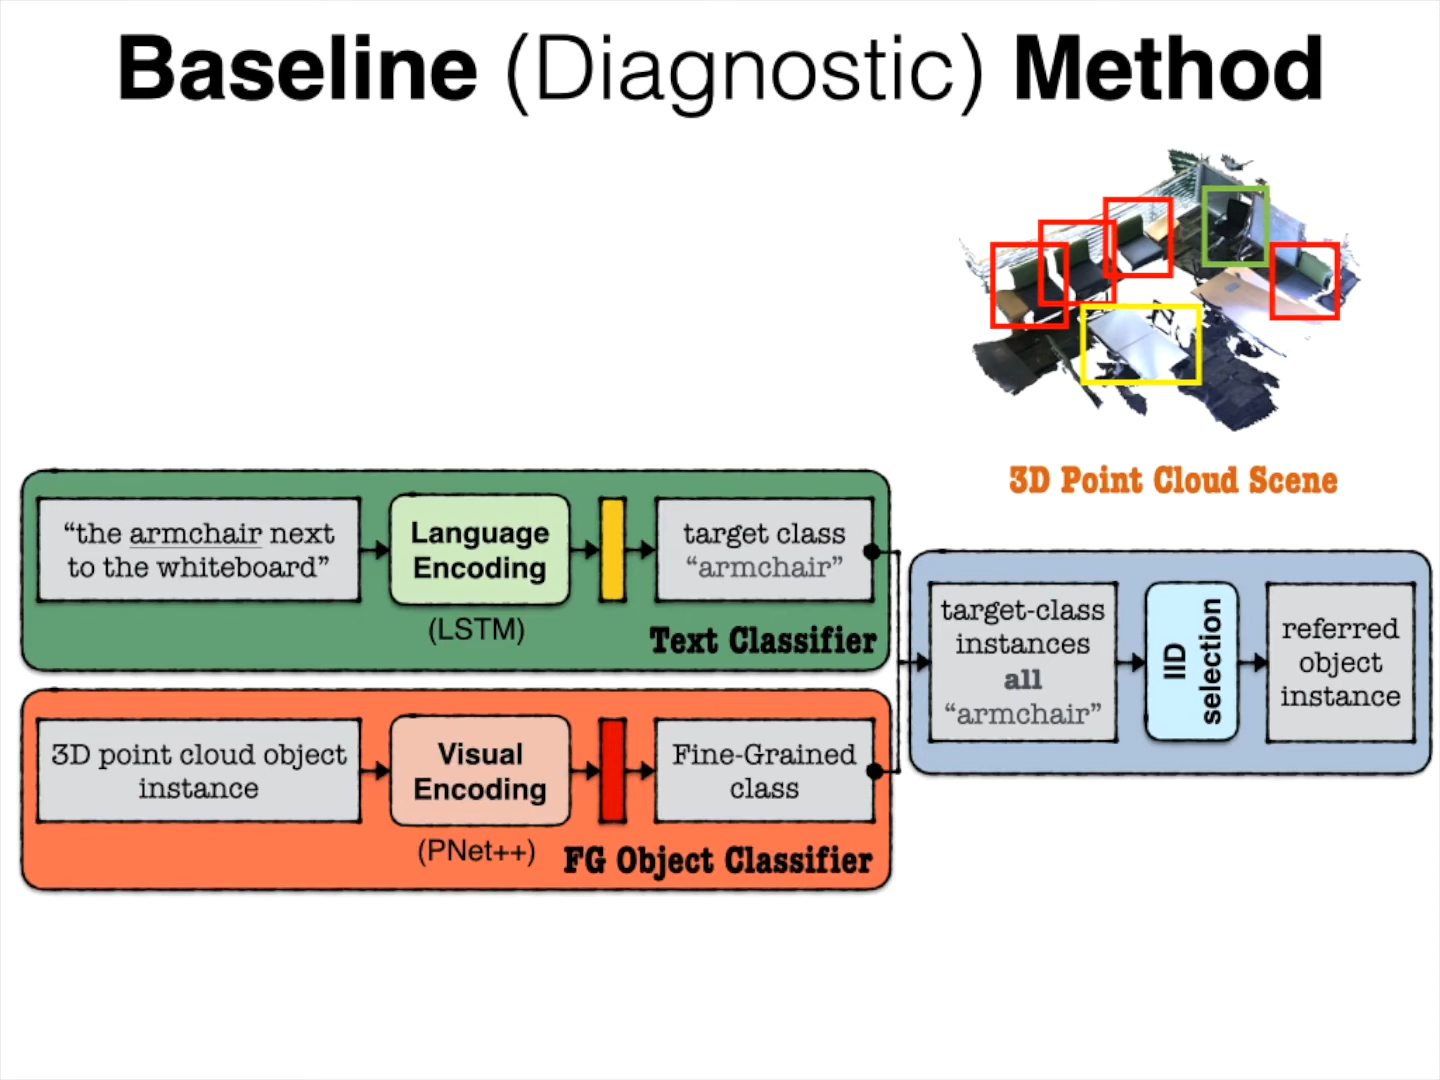 Baseline (Diagnostic) Method
3D Point Cloud Scene
“the armchair next
to the whiteboard”
Language
Encoding
(LSTM)
target class
“armchair”
Text Classifier
3D point cloud object
instance
Visual
Encoding
(PNet++)
Fine-Grained
class
FG Object Classifier
target-class
instances
all
“armchair”
IID
selection
referred
object
instance